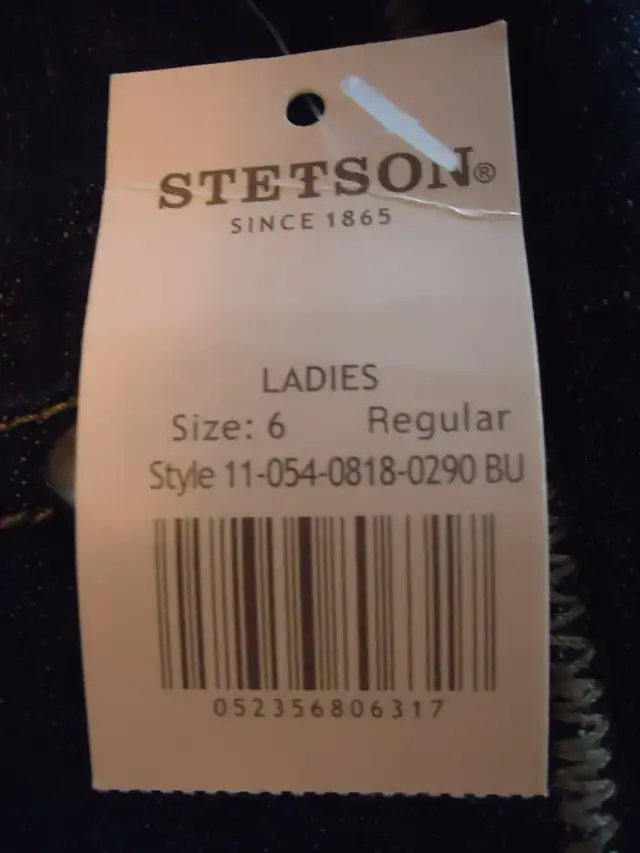 STETSON®
SINCE 1865
LADIES
Size: 6 Regular
Style 11-054-0818-0290 BU
052356806317